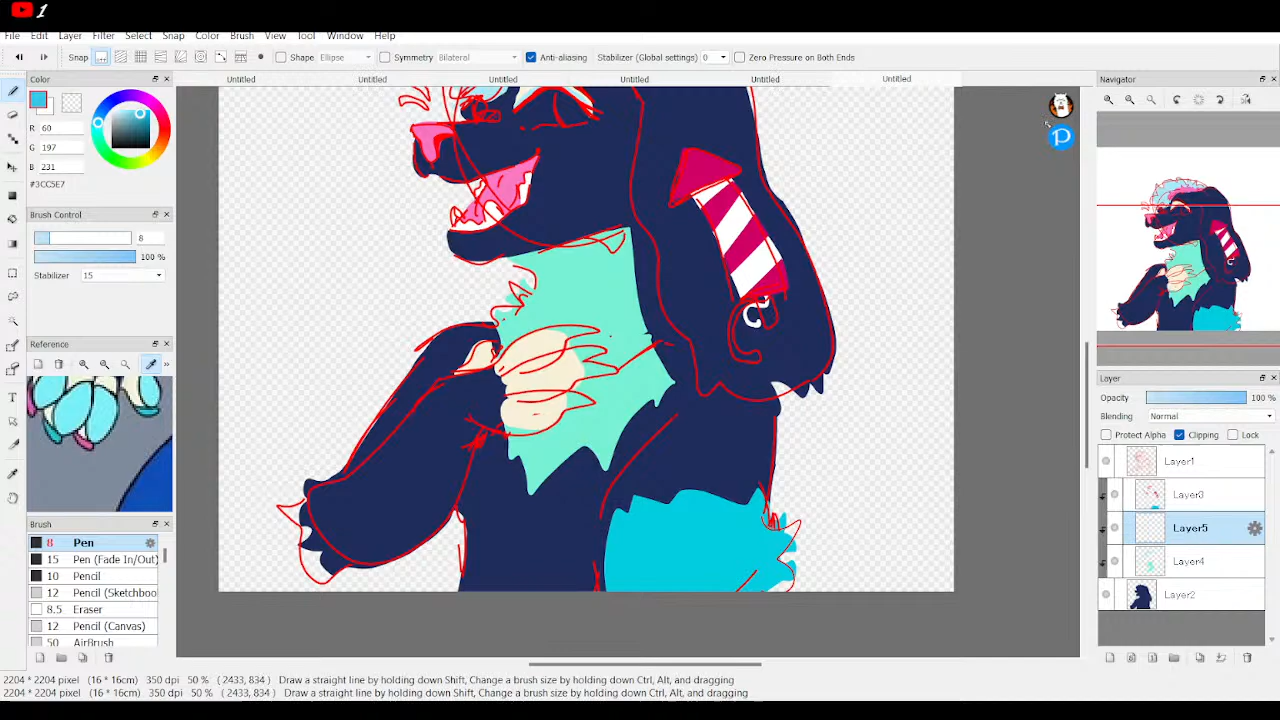 1
File Edit Layer Filter Select Snap Color Brush View Tool Window Help
Snap Shape Ellipse Symmetry Bilateral Anti-aliasing Stabilizer (Global settings) 0 Zero Pressure on Both Ends
Color
Untitled Untitled Untitled Untitled Untitled Untitled
Navigator
R 60
G 197
B 231
#3CC5E7
Brush Control
8
100 %
Stabilizer 15
Reference
Layer
Opacity 100 %
Blending Normal
Protect Alpha Clipping Lock
Layer1
Layer3
Layer5
Layer4
Layer2
Brush
8 Pen
15 Pen (Fade In/Out)
10 Pencil
12 Pencil (Sketchboo
8.5 Eraser
12 Pencil (Canvas)
50 AirBrush
2204 * 2204 pixel (16 * 16cm) 350 dpi 50 % ( 2433, 834 ) Draw a straight line by holding down Shift, Change a brush size by holding down Ctrl, Alt, and dragging
2204 * 2204 pixel (16 * 16cm) 350 dpi 50 % ( 2433, 834 ) Draw a straight line by holding down Shift, Change a brush size by holding down Ctrl, Alt, and dragging